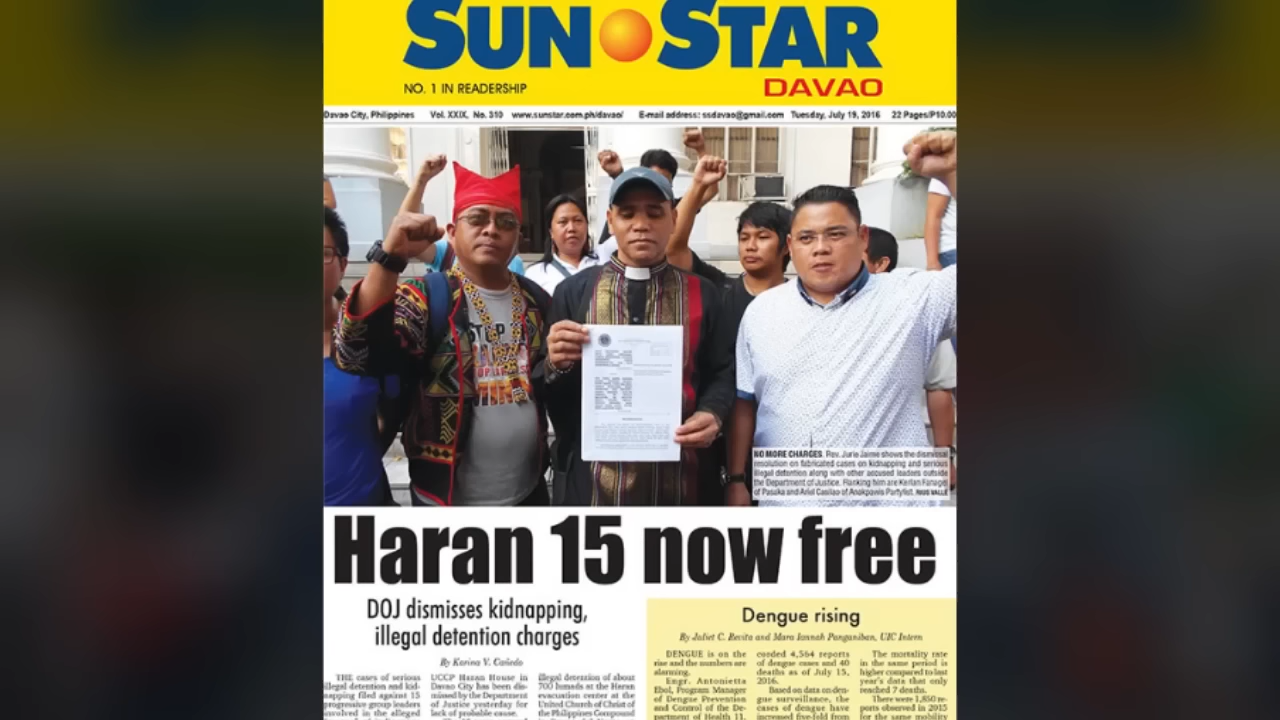 SUN STAR
DAVAO
NO. 1 IN READERSHIP
Davao City, Philippines Vol. XXIX, No. 310 www.sunstar.com.ph/davao/ E-mail address: ssdavao@gmail.com Tuesday, July 19, 2016 22 Pages/P10.00
NO MORE CHARGES. Rev. Jurie Jaime shows the dismissal
resolution on fabricated cases on kidnapping and serious
illegal detention along with other accused leaders outside
the Department of Justice. Flanking him are Kerlan Fanagel
of Pasaka and Ariel Casilao of Anakpawis Partylist.
Haran 15 now free
DOJ dismisses kidnapping,
illegal detention charges
By Karina V. Cañedo
THE cases of serious
illegal detention and kid-
napping filed against 15
progressive group leaders
involved in the alleged
UCCP Haran House in
Davao City has been dis-
missed by the Department
of Justice yesterday for
lack of probable cause.
illegal detention of about
700 lumads at the Haran
evacuation center at the
United Church of Christ of
the Philippines Compound
Dengue rising
By Juliet C. Revita and Mara Iannah Panganiban, UIC Intern
DENGUE is on the
rise and the numbers are
alarming.
Engr. Antonietta
Ebol, Program Manager
of Dengue Prevention
and Control of the De-
partment of Health 11,
corded 4,564 reports
of dengue cases and 40
deaths as of July 15,
2016.
Based on data on den-
gue surveillance, the
cases of dengue have
increased five-fold from
The mortality rate
in the same period is
higher compared to last
year's data that only
reached 7 deaths.
There were 1,850 re-
ports observed in 2015
for the same mobility